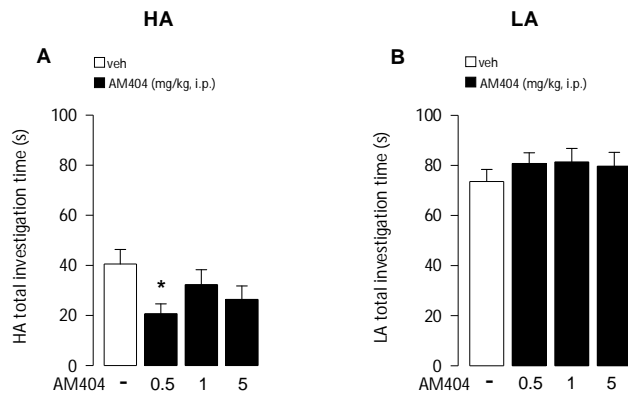 HA
LA
A
veh
AM404 (mg/kg, i.p.)
HA total investigation time (s)
100
80
60
40
20
0
*
AM404 - 0.5 1 5
B
veh
AM404 (mg/kg, i.p.)
LA total investigation time (s)
100
80
60
40
20
0
AM404 - 0.5 1 5